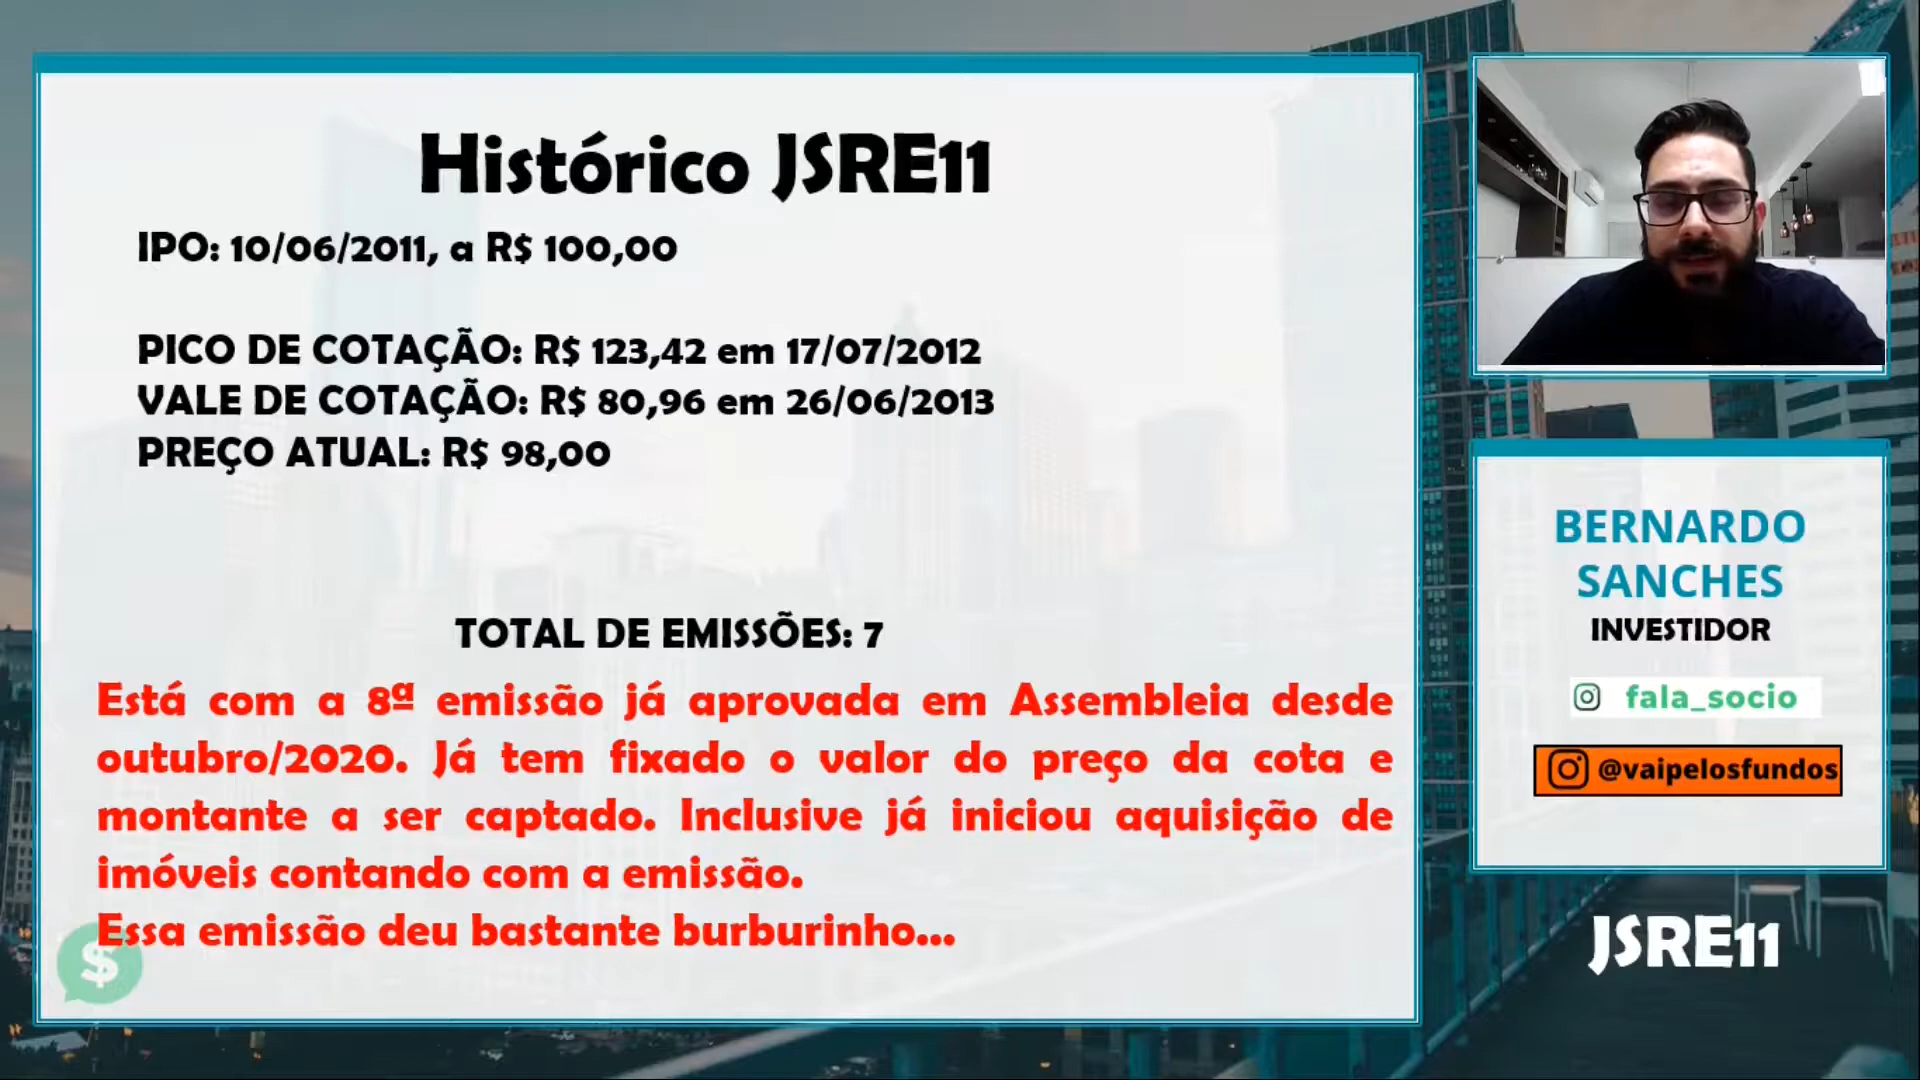 Histórico JSRE11
IPO: 10/06/2011, a R$ 100,00
PICO DE COTAÇÃO: R$ 123,42 em 17/07/2012
VALE DE COTAÇÃO: R$ 80,96 em 26/06/2013
PREÇO ATUAL: R$ 98,00
TOTAL DE EMISSÕES: 7
Está com a 8ª emissão já aprovada em Assembleia desde
outubro/2020. Já tem fixado o valor do preço da cota e
montante a ser captado. Inclusive já iniciou aquisição de
imóveis contando com a emissão.
Essa emissão deu bastante burburinho...
$
BERNARDO
SANCHES
INVESTIDOR
fala_socio
@vaipelosfundos
JSRE11